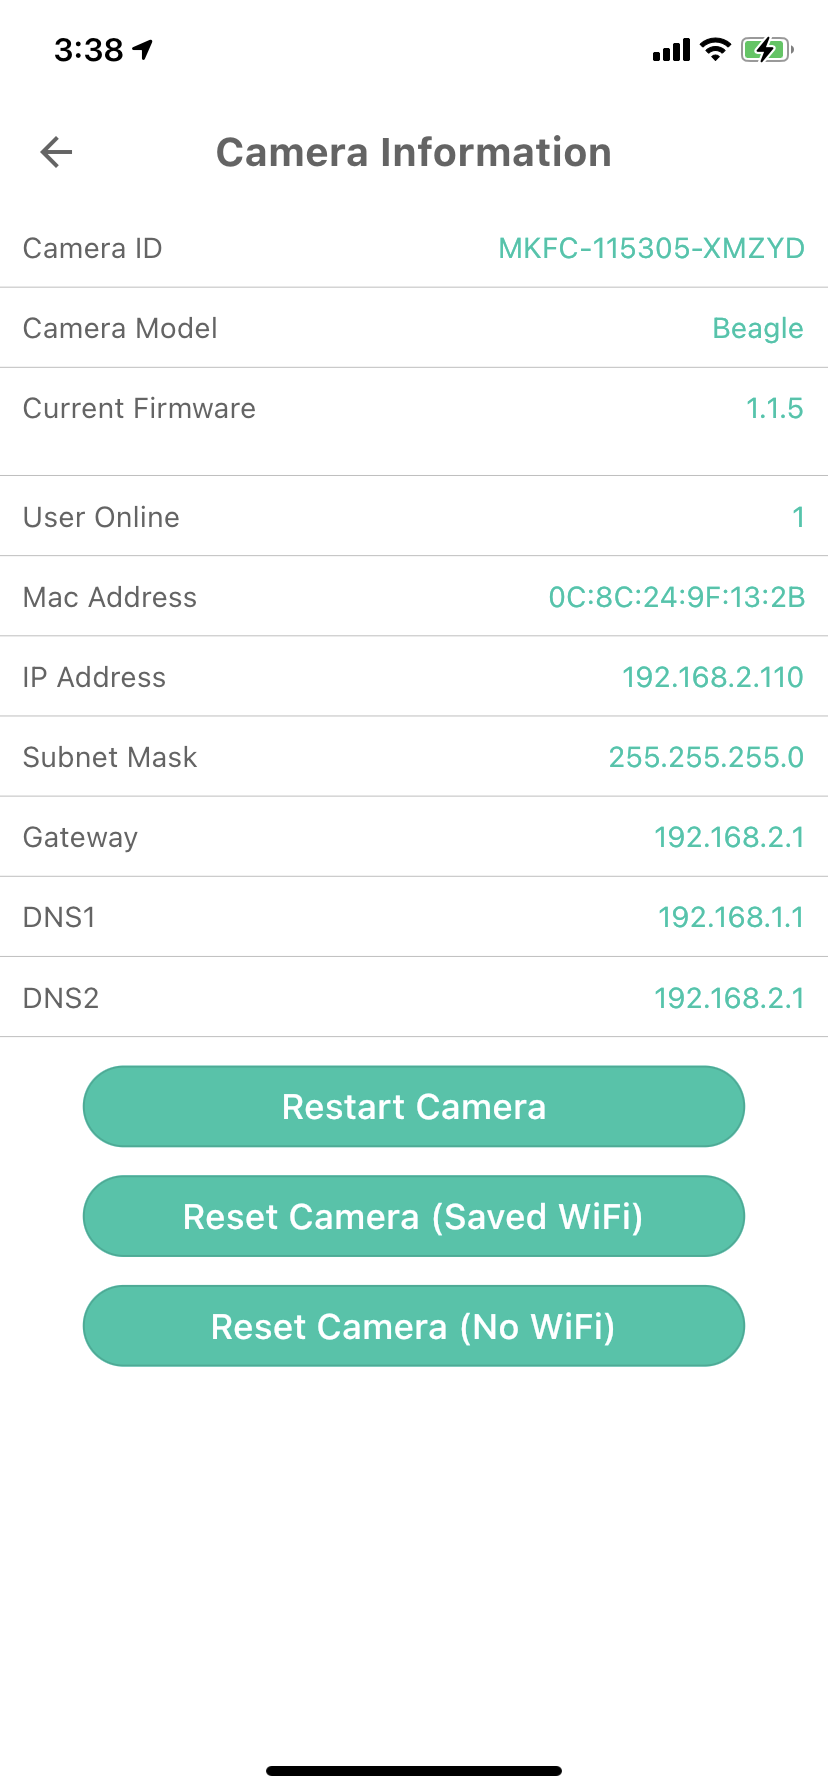 3:38
Camera Information
Camera ID MKFC-115305-XMZYD
Camera Model Beagle
Current Firmware 1.1.5
User Online 1
Mac Address 0C:8C:24:9F:13:2B
IP Address 192.168.2.110
Subnet Mask 255.255.255.0
Gateway 192.168.2.1
DNS1 192.168.1.1
DNS2 192.168.2.1
Restart Camera
Reset Camera (Saved WiFi)
Reset Camera (No WiFi)